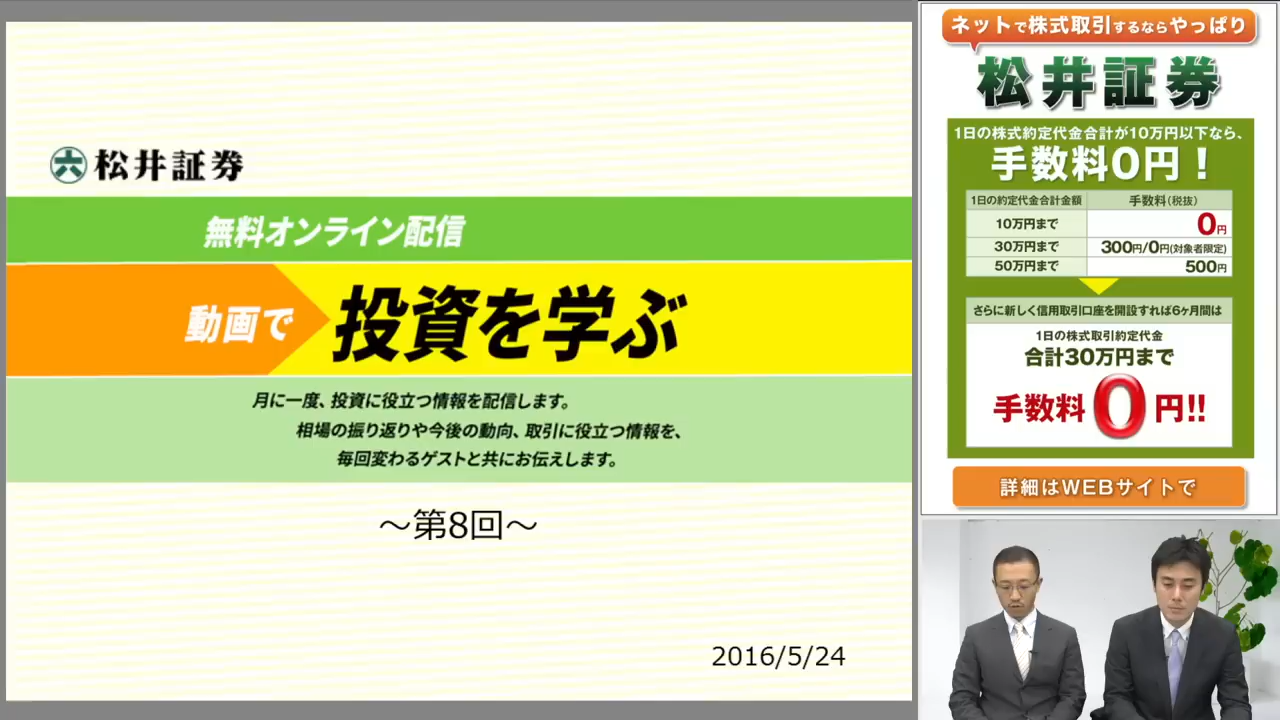 松井証券
無料オンライン配信
動画で 投資を学ぶ
月に一度、投資に役立つ情報を配信します。
相場の振り返りや今後の動向、取引に役立つ情報を、
毎回変わるゲストと共にお伝えします。
～第8回～
2016/5/24
ネットで株式取引するならやっぱり
松井証券
1日の株式約定代金合計が10万円以下なら、
手数料0円！
1日の約定代金合計金額 手数料(税抜)
10万円まで 0円
30万円まで 300円/0円(対象者限定)
50万円まで 500円
さらに新しく信用取引口座を開設すれば6ヶ月間は
1日の株式取引約定代金
合計30万円まで
手数料0円!!
詳細はWEBサイトで